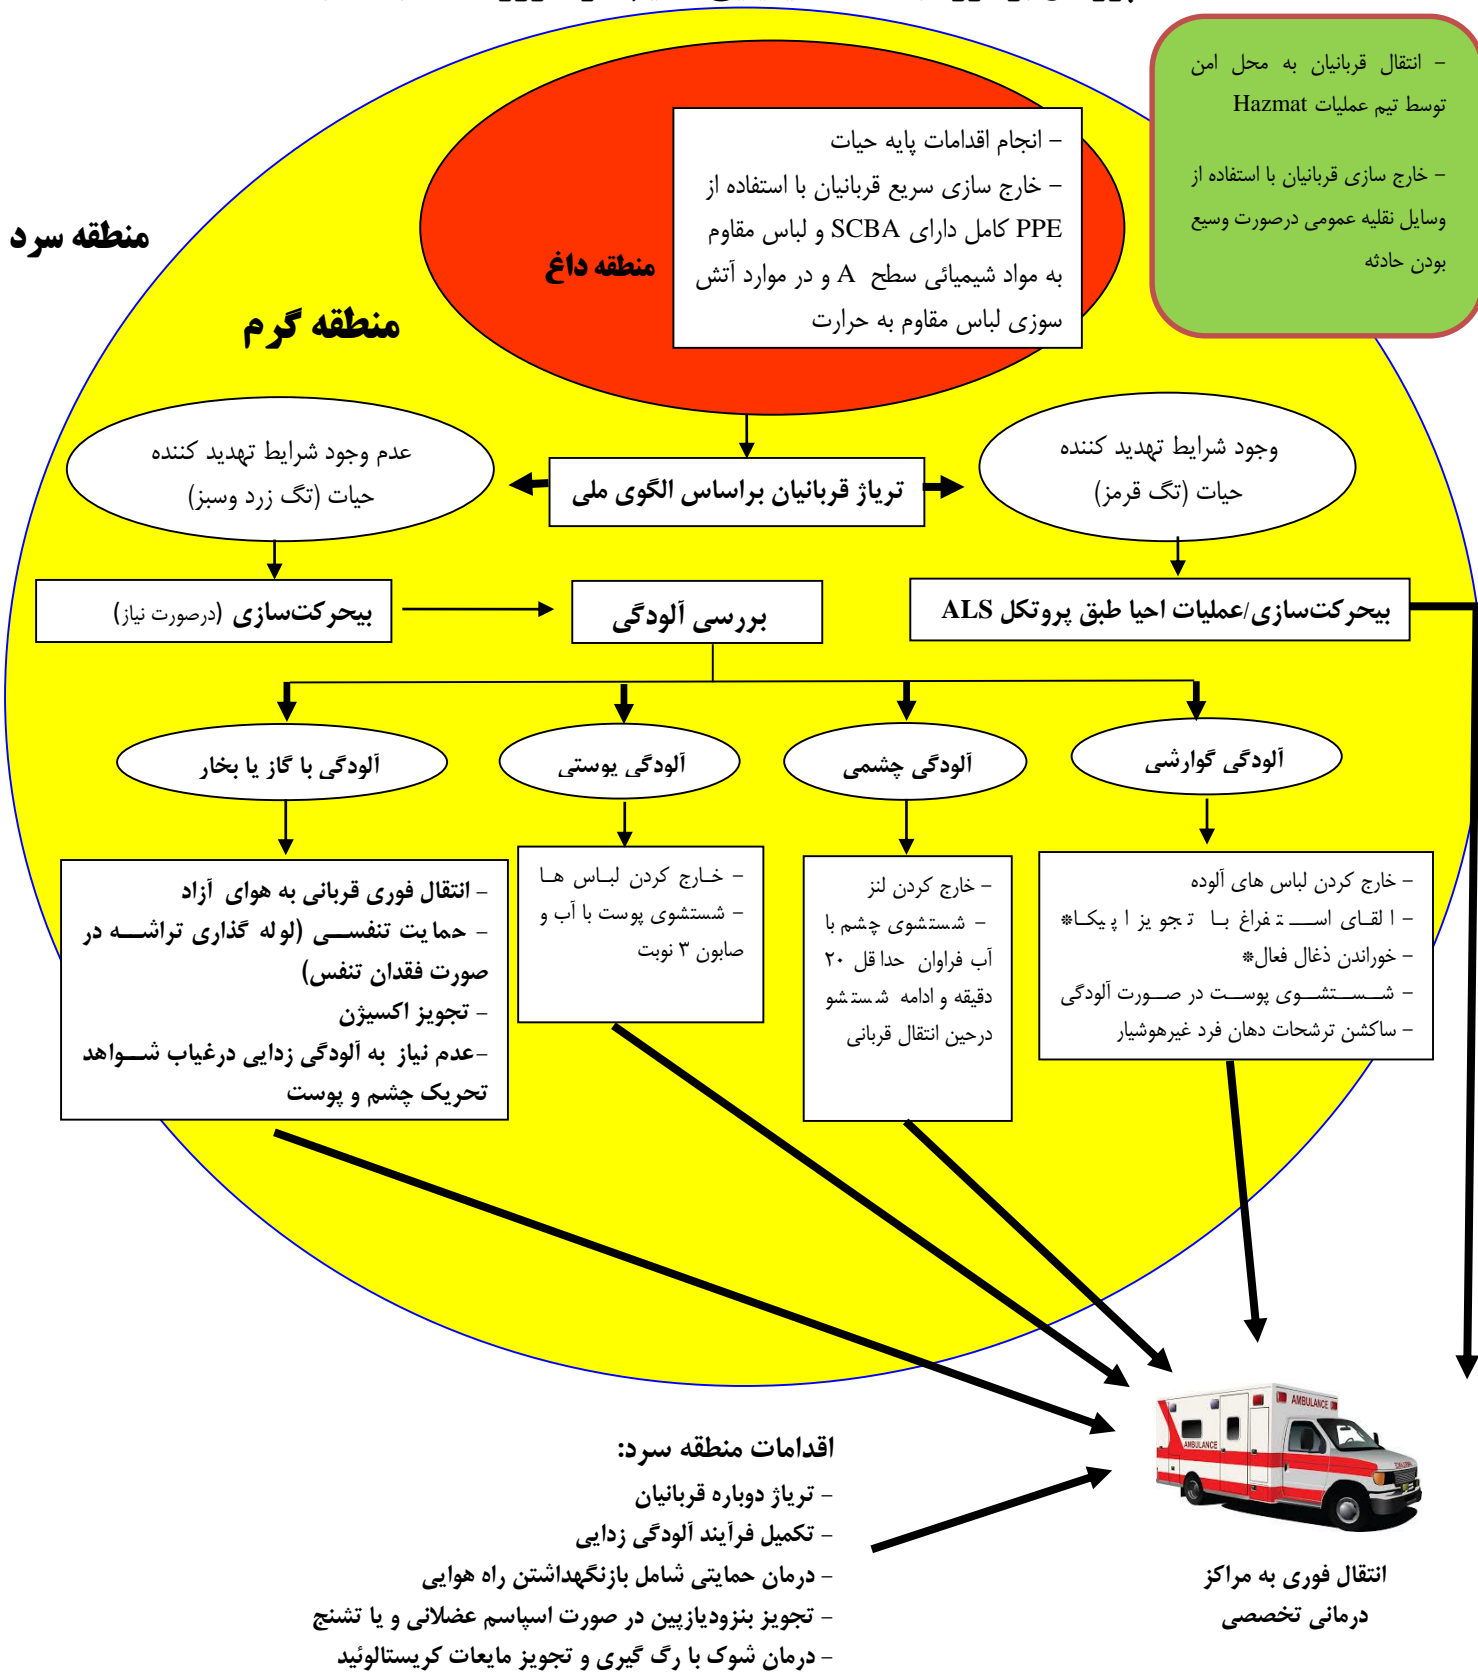 - انتقال قربانیان به محل امن
توسط تیم عملیات Hazmat
- خارج سازی قربانیان با استفاده از
وسایل نقلیه عمومی درصورت وسیع
بودن حادثه
- انجام اقدامات پایه حیات
- خارج سازی سریع قربانیان با استفاده از
PPE کامل دارای SCBA و لباس مقاوم
به مواد شیمیائی سطح A و در موارد آتش
سوزی لباس مقاوم به حرارت
منطقه داغ
منطقه گرم
منطقه سرد
تریاژ قربانیان براساس الگوی ملی
وجود شرایط تهدید کننده
حیات (تگ قرمز)
عدم وجود شرایط تهدید کننده
حیات (تگ زرد وسبز)
بیحرکت‌سازی/عملیات احیا طبق پروتکل ALS
بررسی آلودگی
بیحرکت‌سازی (درصورت نیاز)
آلودگی گوارشی
آلودگی چشمی
آلودگی پوستی
آلودگی با گاز یا بخار
- خارج کردن لباس های آلوده
- القای استفراغ با تجویز اپیکا*
- خوراندن ذغال فعال*
- شستشوی پوست در صورت آلودگی
- ساکشن ترشحات دهان فرد غیرهوشیار
- خارج کردن لنز
- شستشوی چشم با
آب فراوان حداقل ۲۰
دقیقه و ادامه شستشو
درحین انتقال قربانی
- خارج کردن لباس ها
- شستشوی پوست با آب و
صابون ۳ نوبت
- انتقال فوری قربانی به هوای آزاد
- حمایت تنفسی (لوله گذاری تراشه در
صورت فقدان تنفس)
- تجویز اکسیژن
-عدم نیاز به آلودگی زدایی درغیاب شواهد
تحریک چشم و پوست
AMBULANCE
AMBULANCE
انتقال فوری به مراکز
درمانی تخصصی
اقدامات منطقه سرد:
- تریاژ دوباره قربانیان
- تکمیل فرآیند آلودگی زدایی
- درمان حمایتی شامل بازنگهداشتن راه هوایی
- تجویز بنزودیازپین در صورت اسپاسم عضلانی و یا تشنج
- درمان شوک با رگ گیری و تجویز مایعات کریستالوئید